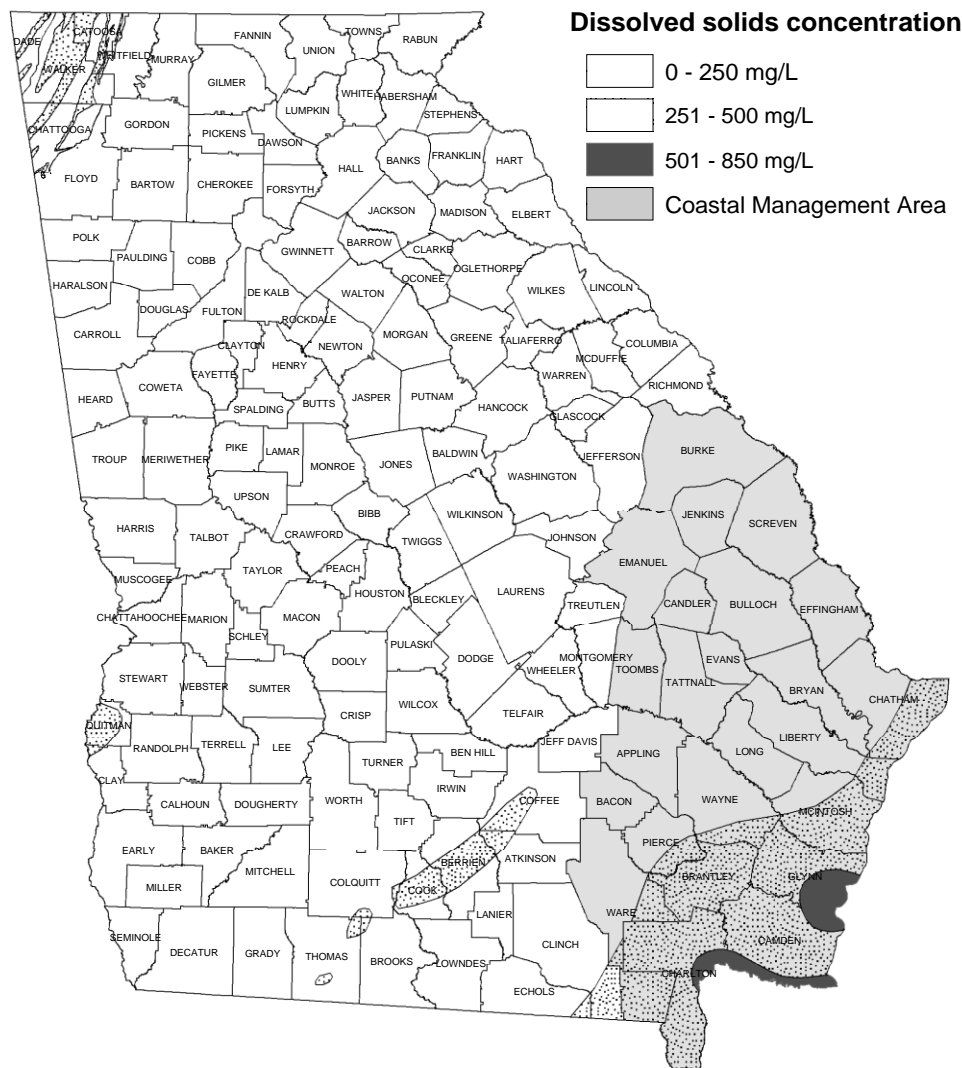 Dissolved solids concentration
0 - 250 mg/L
251 - 500 mg/L
501 - 850 mg/L
Coastal Management Area
DADE
CATOOSA
WALKER
WHITFIELD
MURRAY
FANNIN
UNION
TOWNS
RABUN
GILMER
LUMPKIN
WHITE
HABERSHAM
STEPHENS
CHATTOOGA
GORDON
PICKENS
DAWSON
HALL
BANKS
FRANKLIN
HART
FLOYD
BARTOW
CHEROKEE
FORSYTH
JACKSON
MADISON
ELBERT
POLK
PAULDING
COBB
GWINNETT
BARROW
CLARKE
OCONEE
OGLETHORPE
WILKES
LINCOLN
HARALSON
DOUGLAS
FULTON
DE KALB
ROCKDALE
WALTON
CARROLL
CLAYTON
HENRY
NEWTON
MORGAN
GREENE
TALIAFERRO
MCDUFFIE
COLUMBIA
WARREN
RICHMOND
HEARD
COWETA
FAYETTE
SPALDING
BUTTS
JASPER
PUTNAM
HANCOCK
GLASCOCK
TROUP
MERIWETHER
PIKE
LAMAR
MONROE
JONES
BALDWIN
WASHINGTON
JEFFERSON
BURKE
UPSON
BIBB
WILKINSON
JENKINS
SCREVEN
HARRIS
TALBOT
CRAWFORD
TWIGGS
JOHNSON
EMANUEL
MUSCOGEE
TAYLOR
PEACH
HOUSTON
BLECKLEY
LAURENS
TREUTLEN
CANDLER
BULLOCH
EFFINGHAM
CHATTAHOOCHEE
MARION
SCHLEY
MACON
PULASKI
DODGE
WHEELER
MONTGOMERY
TOOMBS
TATTNALL
EVANS
BRYAN
CHATHAM
STEWART
WEBSTER
SUMTER
DOOLY
WILCOX
TELFAIR
CRISP
LIBERTY
QUITMAN
RANDOLPH
TERRELL
LEE
TURNER
BEN HILL
JEFF DAVIS
APPLING
LONG
CLAY
CALHOUN
DOUGHERTY
WORTH
IRWIN
COFFEE
BACON
WAYNE
MCINTOSH
TIFT
EARLY
BAKER
MITCHELL
BERRIEN
ATKINSON
PIERCE
BRANTLEY
GLYNN
MILLER
COLQUITT
COOK
LANIER
WARE
CAMDEN
SEMINOLE
DECATUR
GRADY
THOMAS
BROOKS
LOWNDES
CLINCH
ECHOLS
CHARLTON